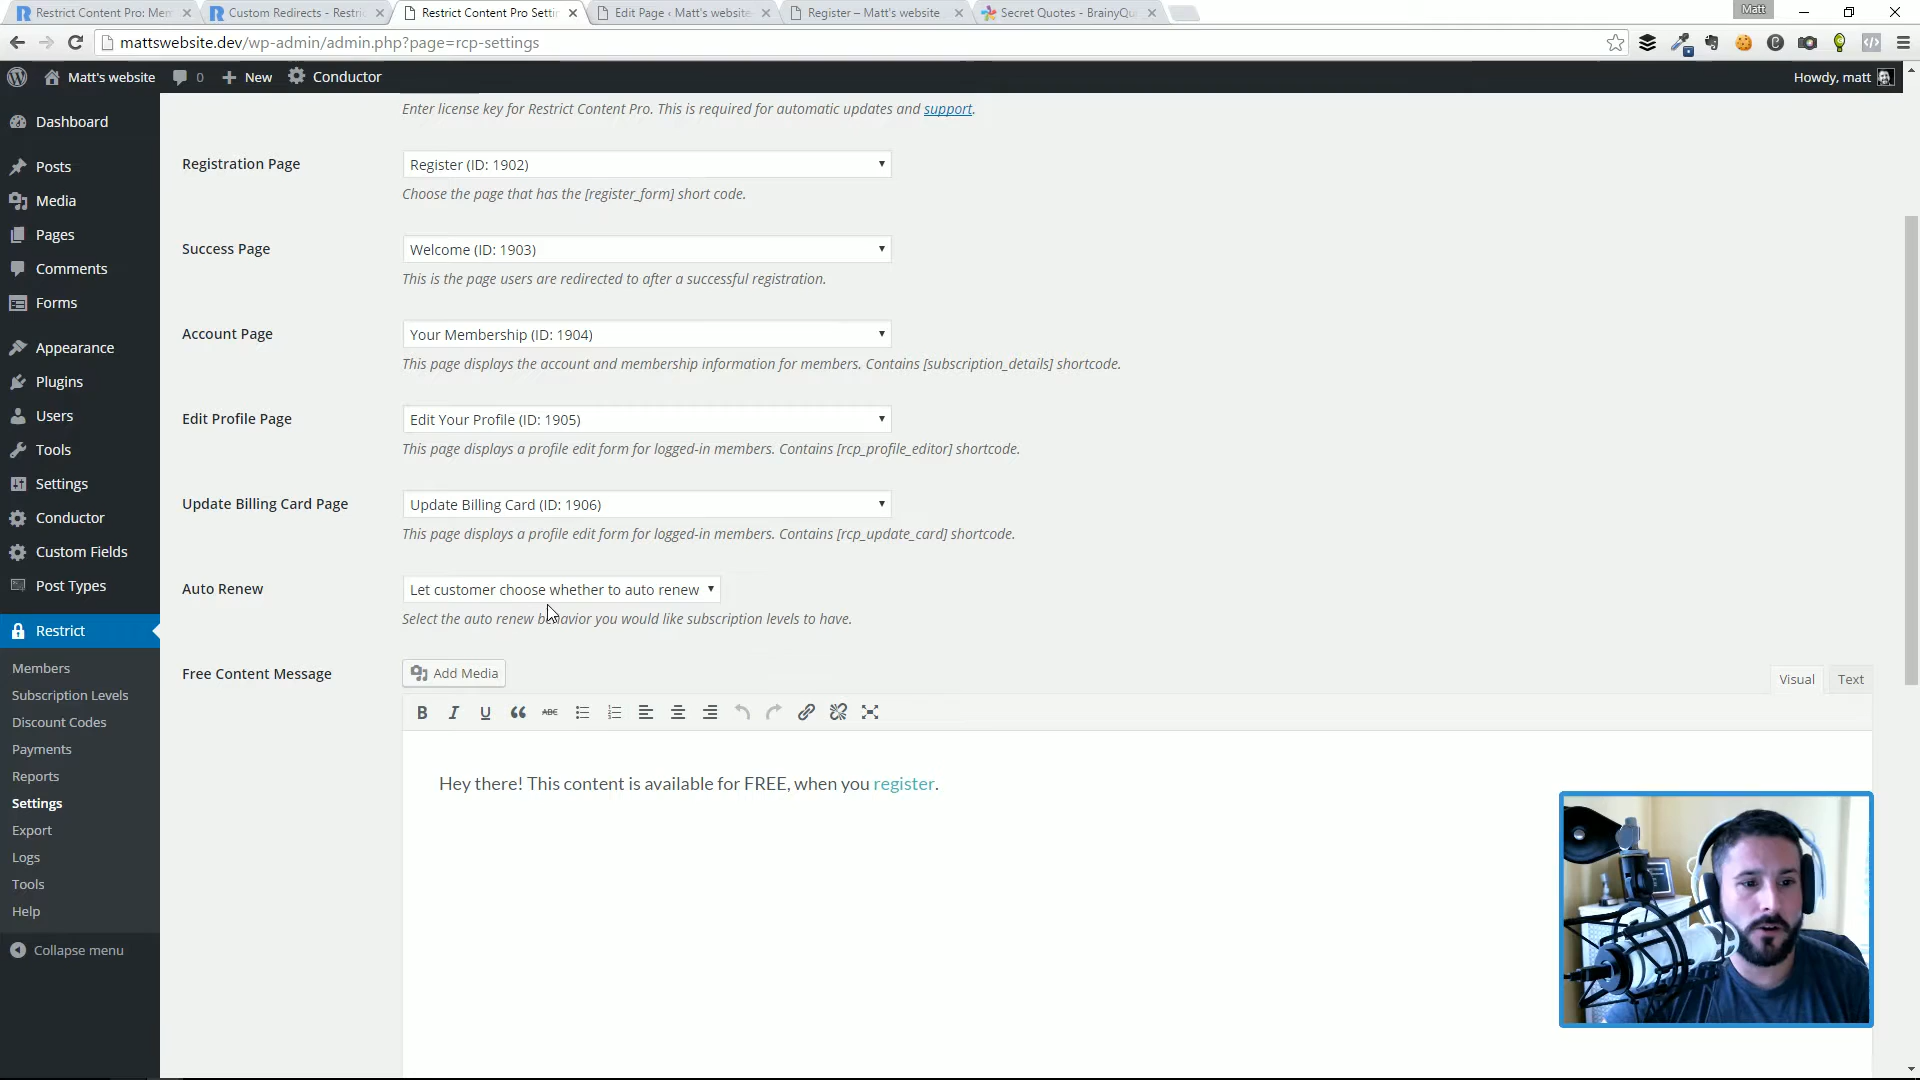 Restrict Content Pro: Mem
Custom Redirects - Restri
Restrict Content Pro Setti
Edit Page ‹ Matt's website
Register – Matt's website
Secret Quotes - BrainyQu
Matt
mattswebsite.dev/wp-admin/admin.php?page=rcp-settings
Matt's website
0
New
Conductor
Howdy, matt
Dashboard
Posts
Media
Pages
Comments
Forms
Appearance
Plugins
Users
Tools
Settings
Conductor
Custom Fields
Post Types
Restrict
Members
Subscription Levels
Discount Codes
Payments
Reports
Settings
Export
Logs
Tools
Help
Collapse menu
Enter license key for Restrict Content Pro. This is required for automatic updates and support.
Registration Page
Register (ID: 1902)
Choose the page that has the [register_form] short code.
Success Page
Welcome (ID: 1903)
This is the page users are redirected to after a successful registration.
Account Page
Your Membership (ID: 1904)
This page displays the account and membership information for members. Contains [subscription_details] shortcode.
Edit Profile Page
Edit Your Profile (ID: 1905)
This page displays a profile edit form for logged-in members. Contains [rcp_profile_editor] shortcode.
Update Billing Card Page
Update Billing Card (ID: 1906)
This page displays a profile edit form for logged-in members. Contains [rcp_update_card] shortcode.
Auto Renew
Let customer choose whether to auto renew
Select the auto renew behavior you would like subscription levels to have.
Free Content Message
Add Media
Visual
Text
B I U ABC
Hey there! This content is available for FREE, when you register.